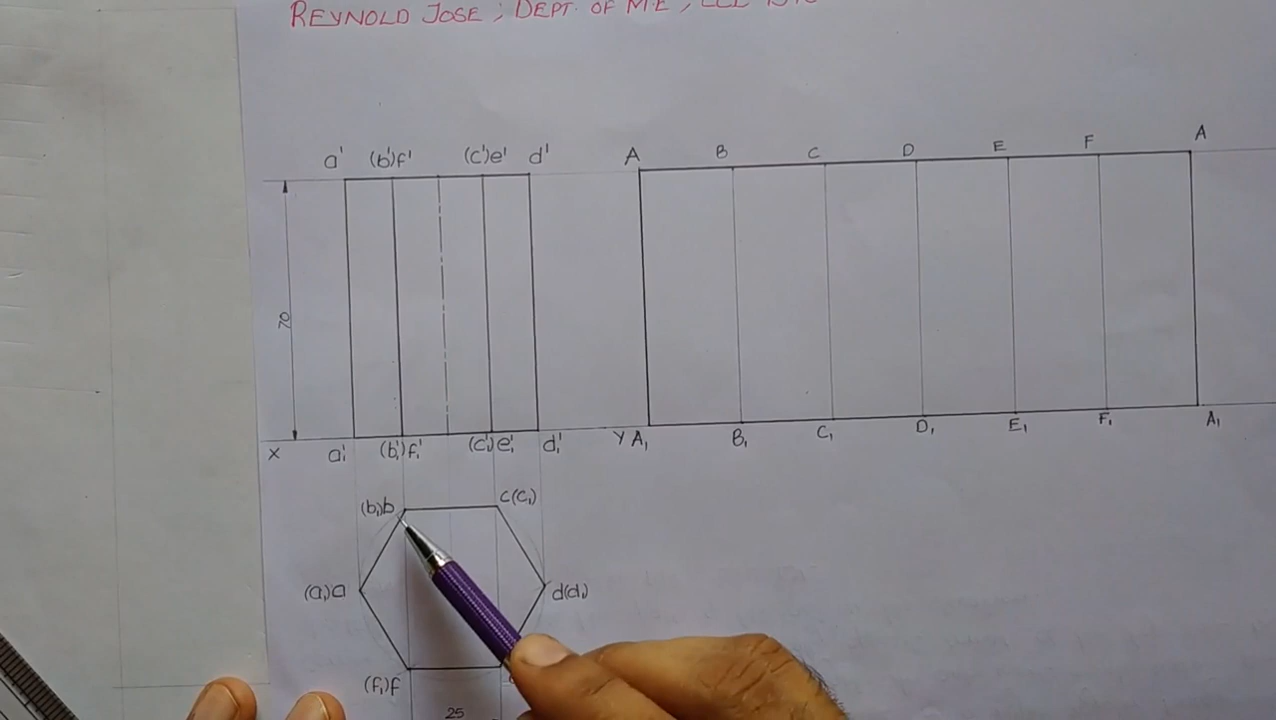 REYNOLD JOSE ; DEPT. OF M.E ,
a' (b')f' (c')e' d' A B C D E F A
70
X a₁' (b₁')f₁' (c₁')e₁' d₁' Y A₁ B₁ C₁ D₁ E₁ F₁ A₁
(b₁)b c(c₁)
(a₁)a d(d₁)
(f₁)f
25